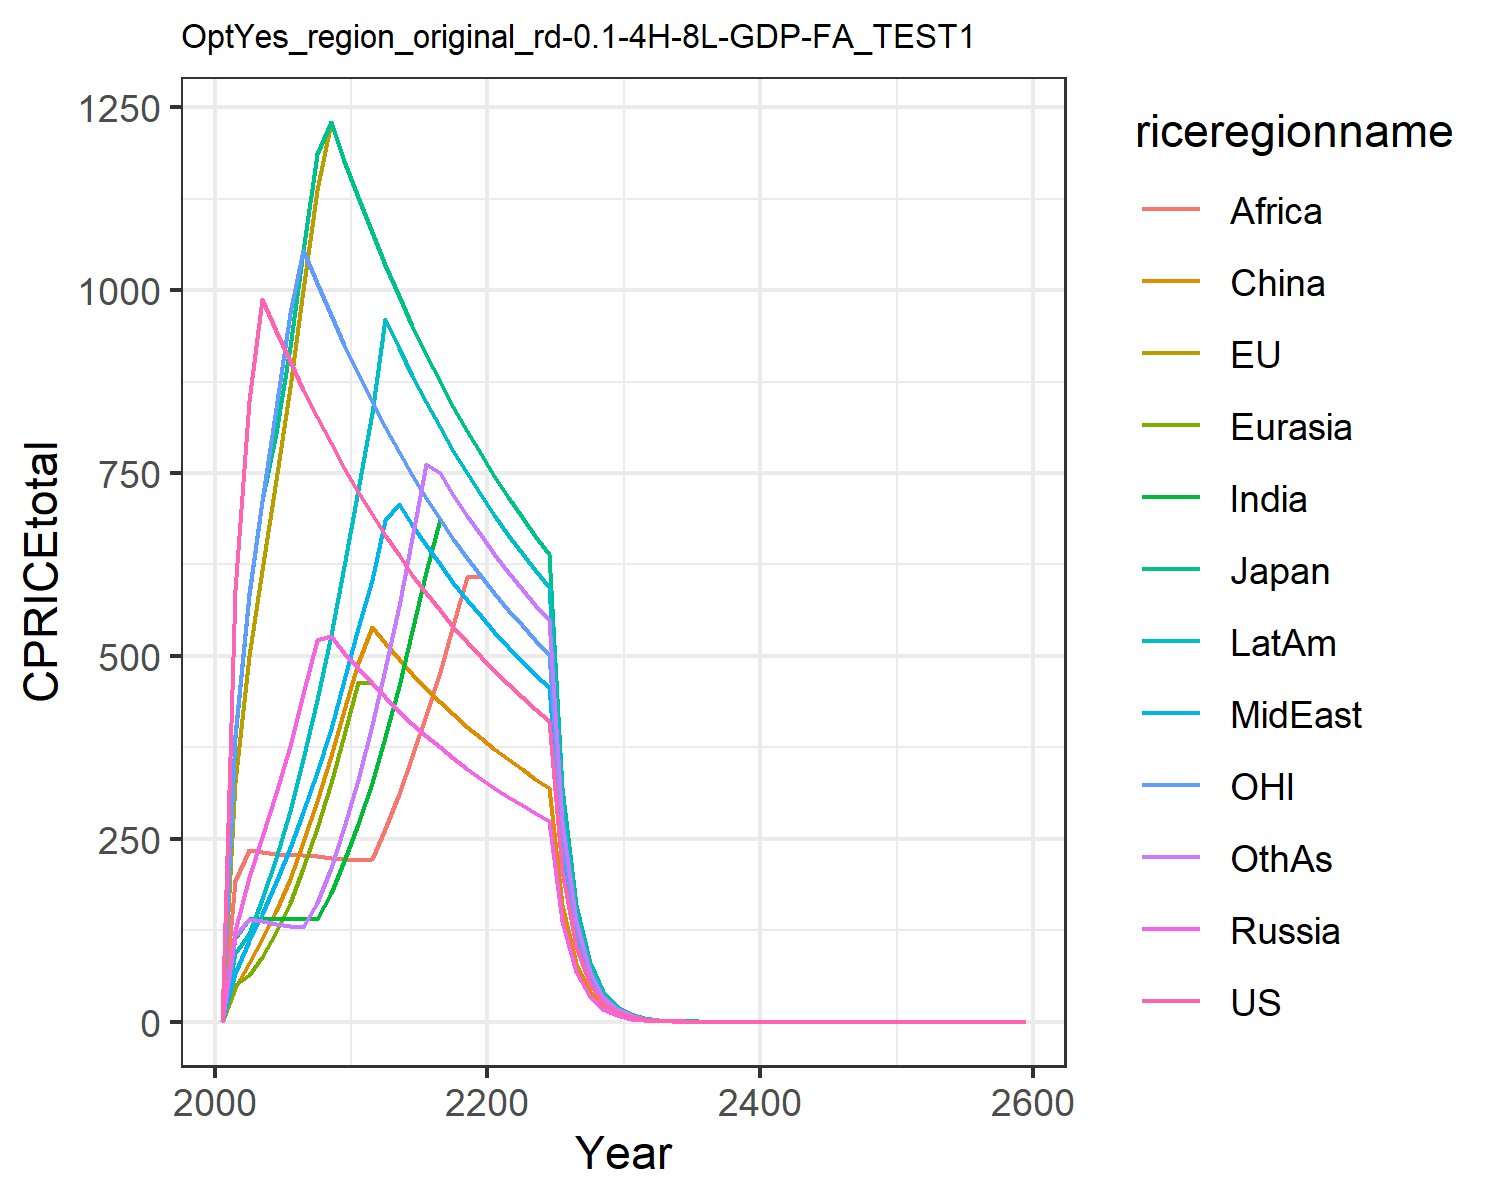 OptYes_region_original_rd-0.1-4H-8L-GDP-FA_TEST1
CPRICEtotal
1250
1000
750
500
250
0
2000 2200 2400 2600
Year
riceregionname
Africa
China
EU
Eurasia
India
Japan
LatAm
MidEast
OHI
OthAs
Russia
US